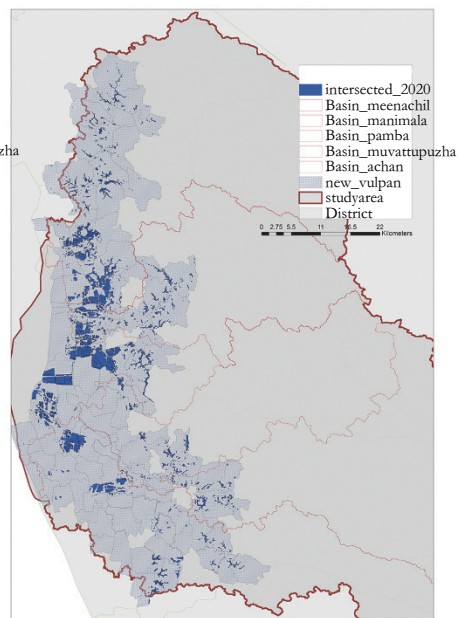 intersected_2020
Basin_meenachil
Basin_manimala
Basin_pamba
Basin_muvattupuzha
Basin_achan
new_vulpan
studyarea
District
0 2.75 5.5 11 16.5 22
Kilometers
zha